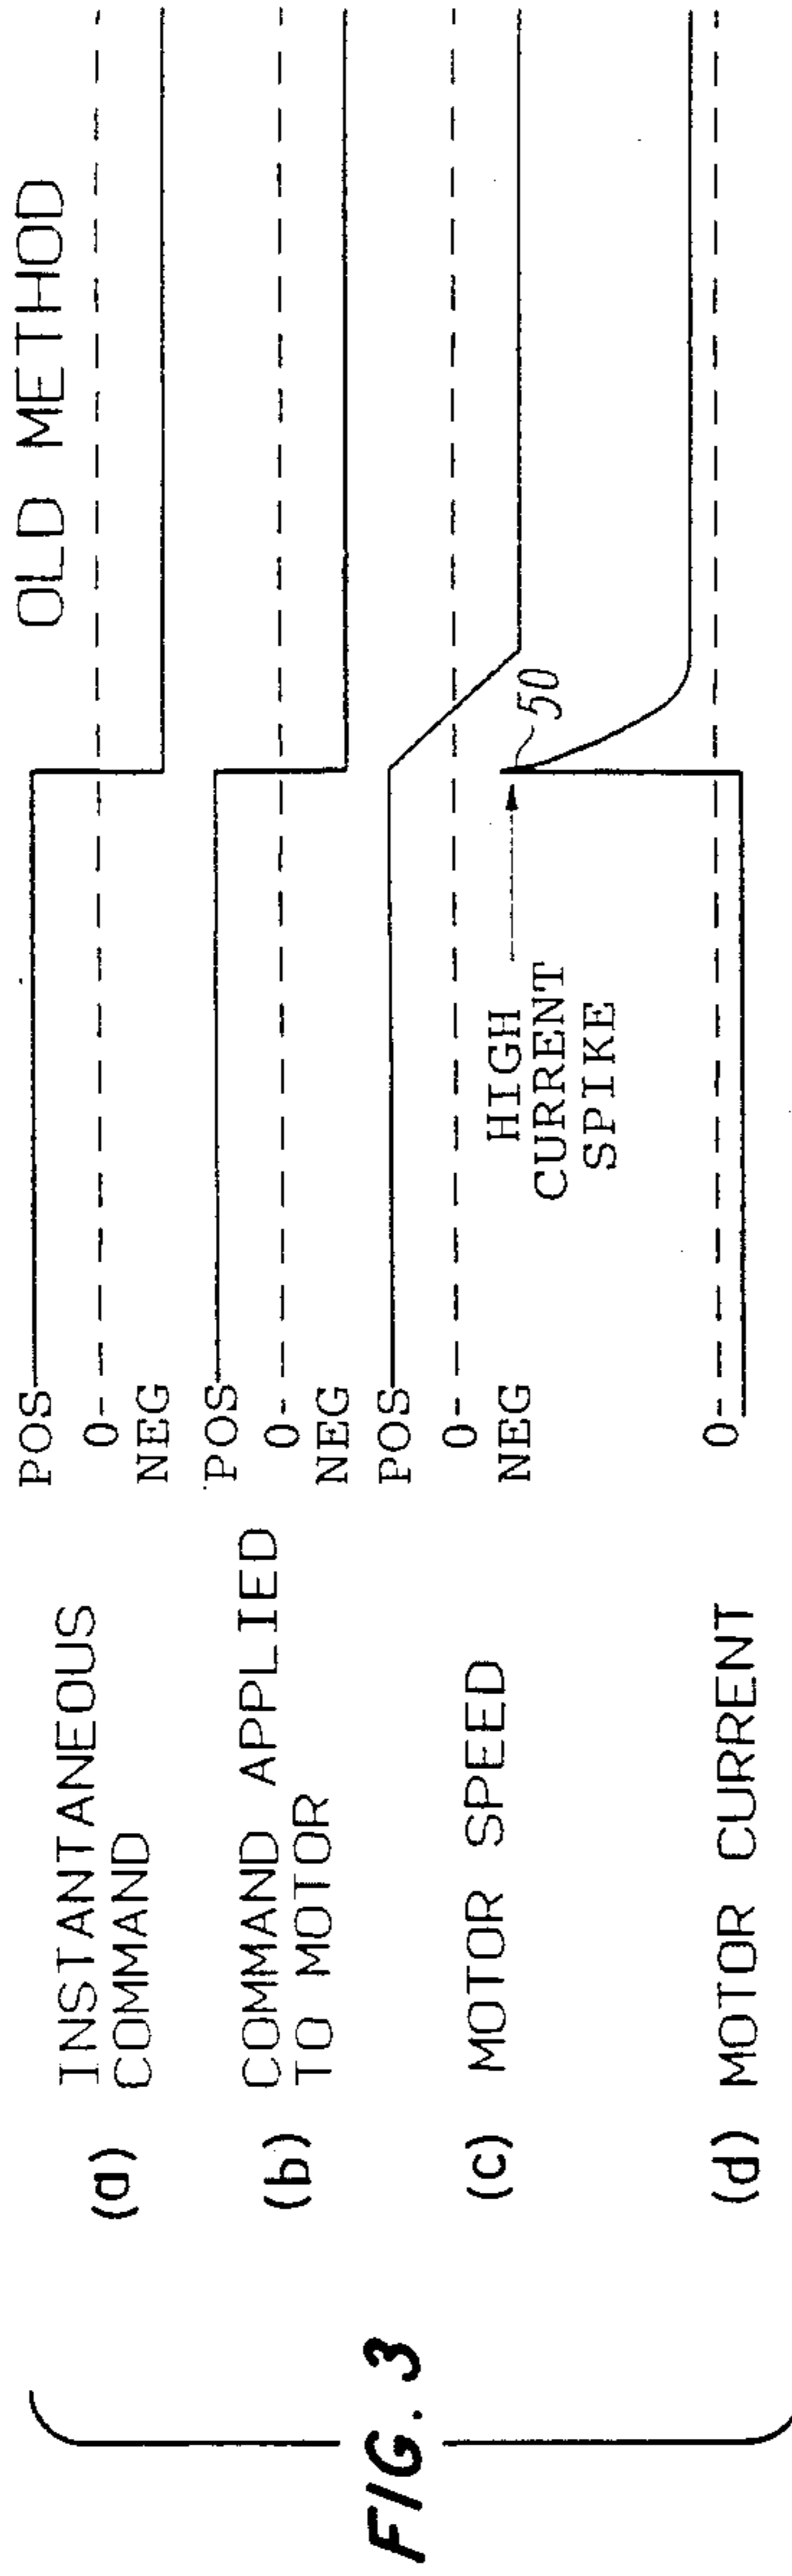 OLD METHOD
(a) INSTANTANEOUS
COMMAND
POS
0
NEG
(b) COMMAND APPLIED
TO MOTOR
POS
0
NEG
(c) MOTOR SPEED
POS
0
NEG
HIGH
CURRENT
SPIKE
50
(d) MOTOR CURRENT
0
FIG. 3